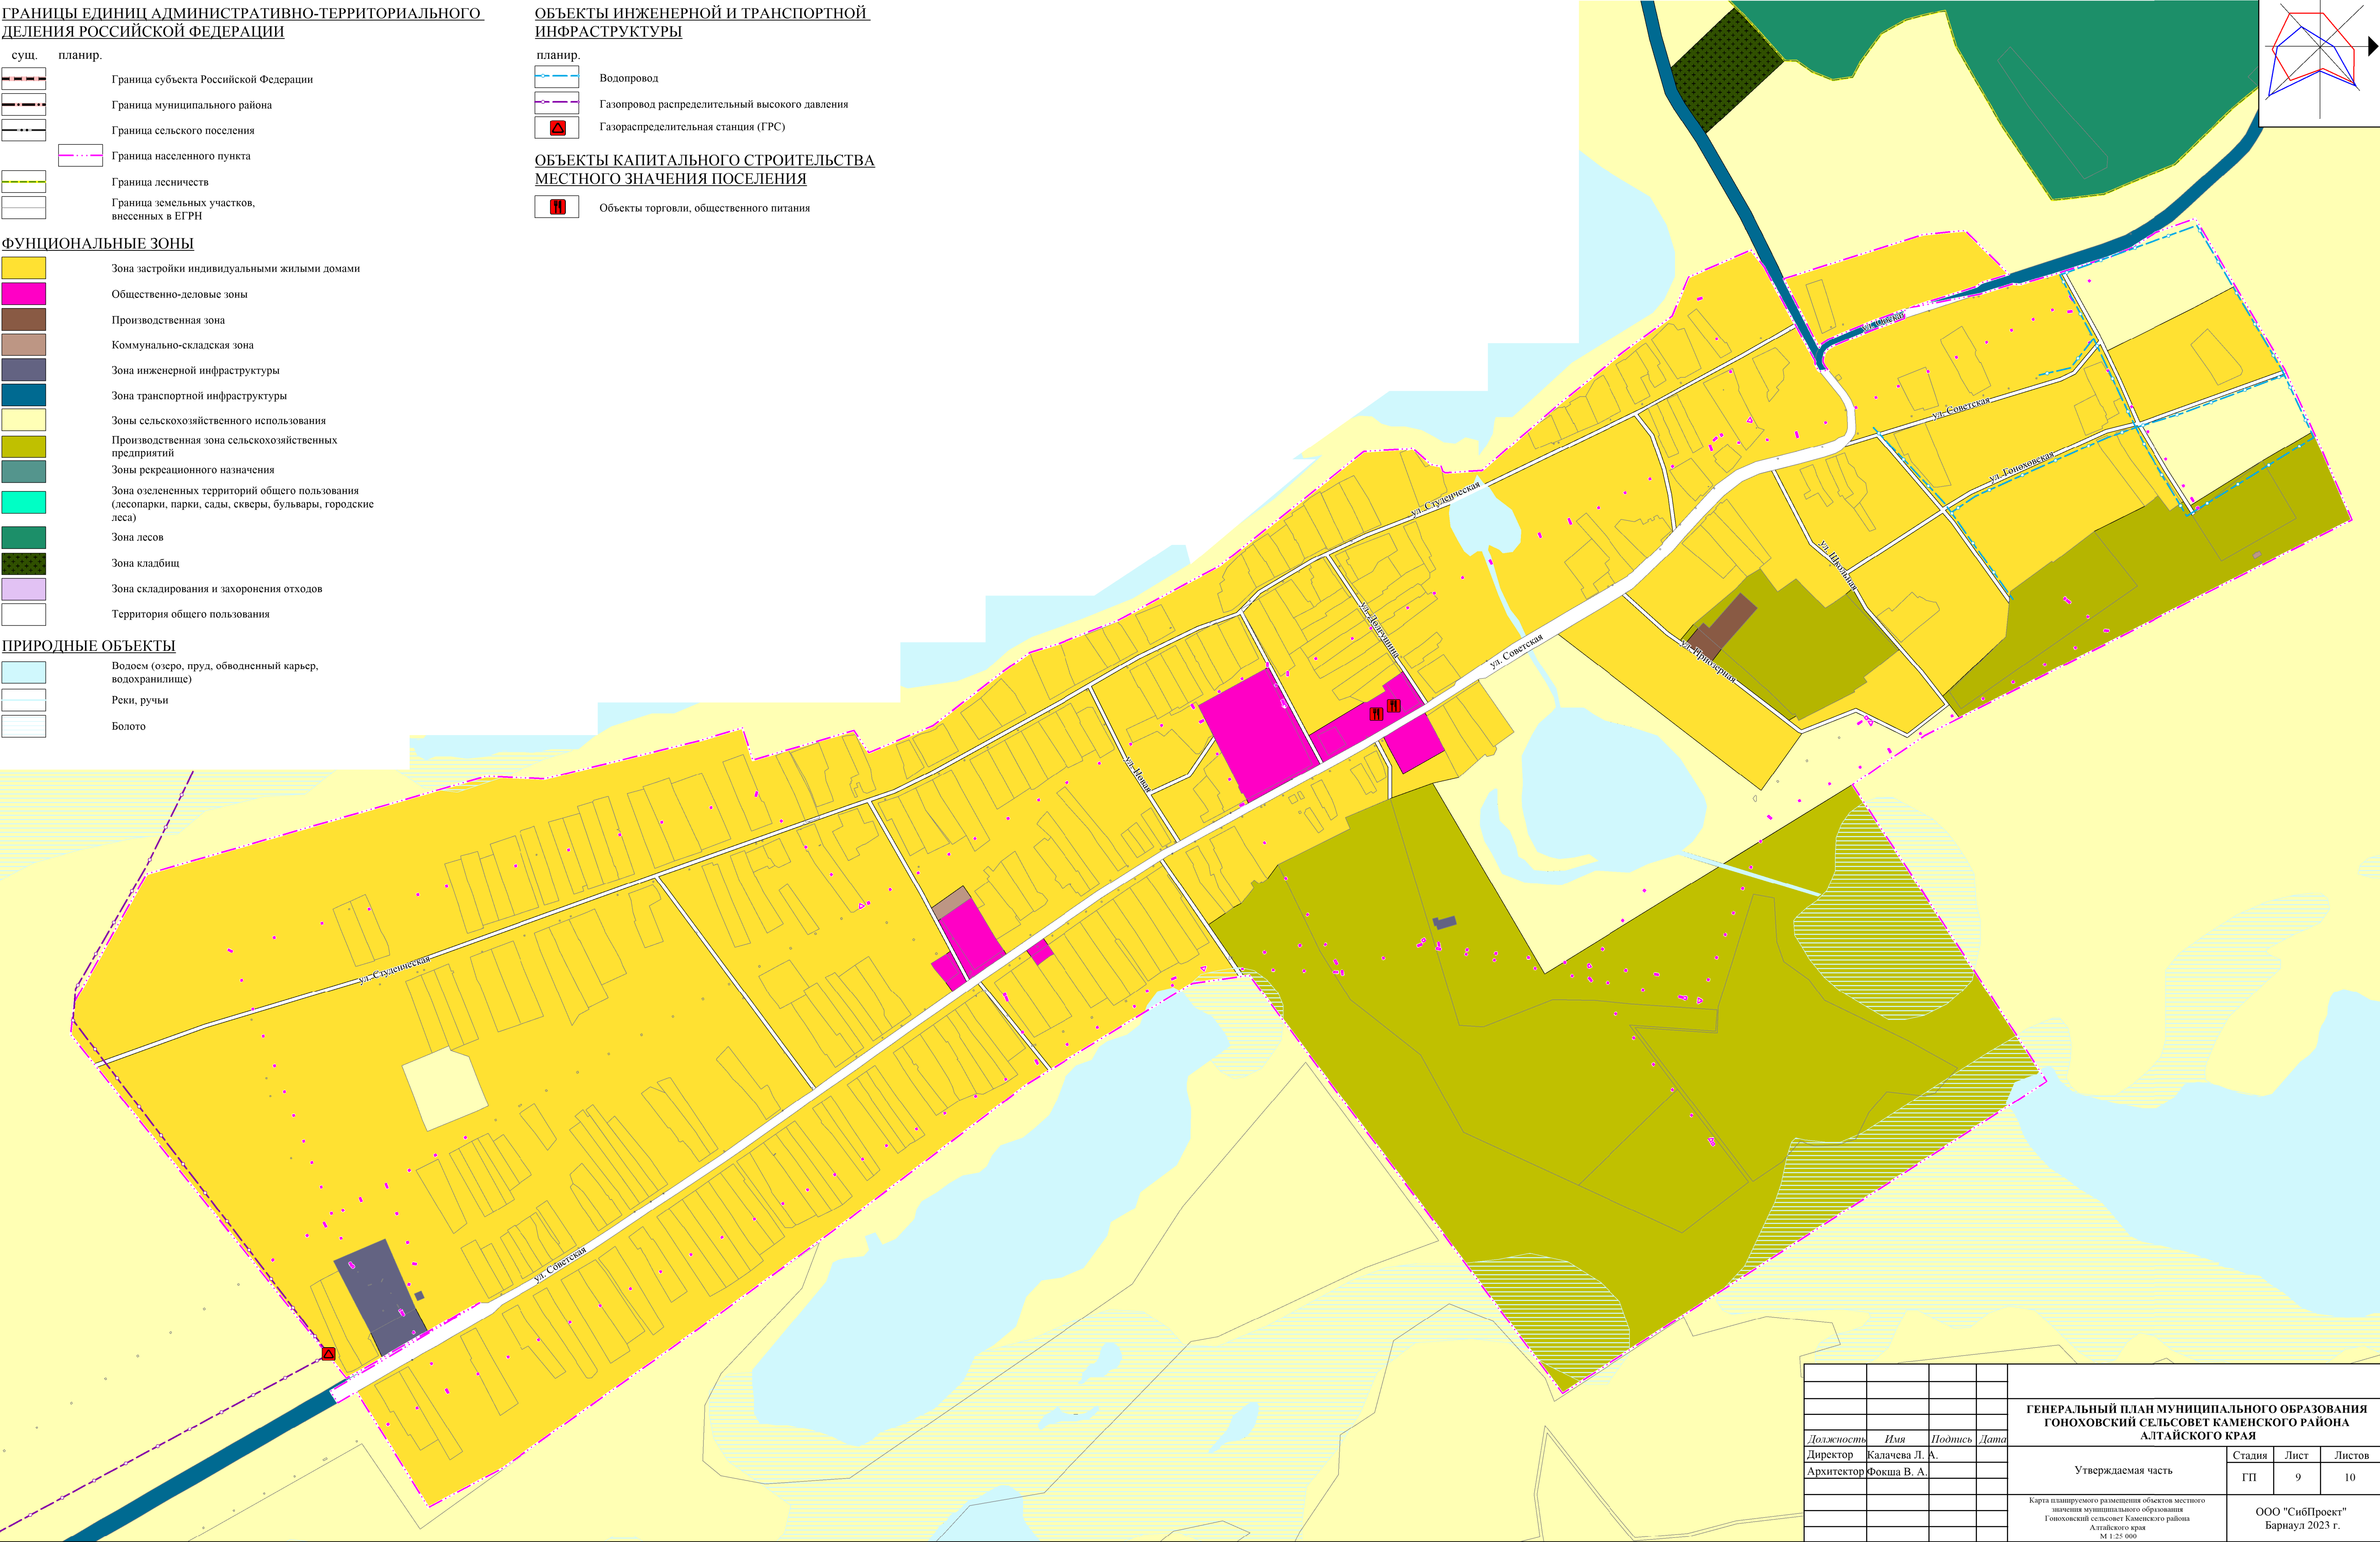 ГРАНИЦЫ ЕДИНИЦ АДМИНИСТРАТИВНО-ТЕРРИТОРИАЛЬНОГО
ДЕЛЕНИЯ РОССИЙСКОЙ ФЕДЕРАЦИИ
сущ. планир.
Граница субъекта Российской Федерации
Граница муниципального района
Граница сельского поселения
Граница населенного пункта
Граница лесничеств
Граница земельных участков,
внесенных в ЕГРН
ФУНЦИОНАЛЬНЫЕ ЗОНЫ
Зона застройки индивидуальными жилыми домами
Общественно-деловые зоны
Производственная зона
Коммунально-складская зона
Зона инженерной инфраструктуры
Зона транспортной инфраструктуры
Зоны сельскохозяйственного использования
Производственная зона сельскохозяйственных
предприятий
Зоны рекреационного назначения
Зона озелененных территорий общего пользования
(лесопарки, парки, сады, скверы, бульвары, городские
леса)
Зона лесов
Зона кладбищ
Зона складирования и захоронения отходов
Территория общего пользования
ПРИРОДНЫЕ ОБЪЕКТЫ
Водоем (озеро, пруд, обводненный карьер,
водохранилище)
Реки, ручьи
Болото
ОБЪЕКТЫ ИНЖЕНЕРНОЙ И ТРАНСПОРТНОЙ
ИНФРАСТРУКТУРЫ
планир.
Водопровод
Газопровод распределительный высокого давления
Газораспределительная станция (ГРС)
ОБЪЕКТЫ КАПИТАЛЬНОГО СТРОИТЕЛЬСТВА
МЕСТНОГО ЗНАЧЕНИЯ ПОСЕЛЕНИЯ
Объекты торговли, общественного питания
ул. Советская
ул. Гоноховская
ул. Студенческая
ул. Школьная
ул. Долгушина
ул. Советская
ул. Приозерная
ул. Новая
ул. Студенческая
ул. Советская
ГЕНЕРАЛЬНЫЙ ПЛАН МУНИЦИПАЛЬНОГО ОБРАЗОВАНИЯ
ГОНОХОВСКИЙ СЕЛЬСОВЕТ КАМЕНСКОГО РАЙОНА
АЛТАЙСКОГО КРАЯ
Должность Имя Подпись Дата
Директор Калачева Л. А.
Архитектор Фокша В. А.
Утверждаемая часть
Стадия Лист Листов
ГП 9 10
Карта планируемого размещения объектов местного
значения муниципального образования
Гоноховский сельсовет Каменского района
Алтайского края
М 1:25 000
ООО "СибПроект"
Барнаул 2023 г.